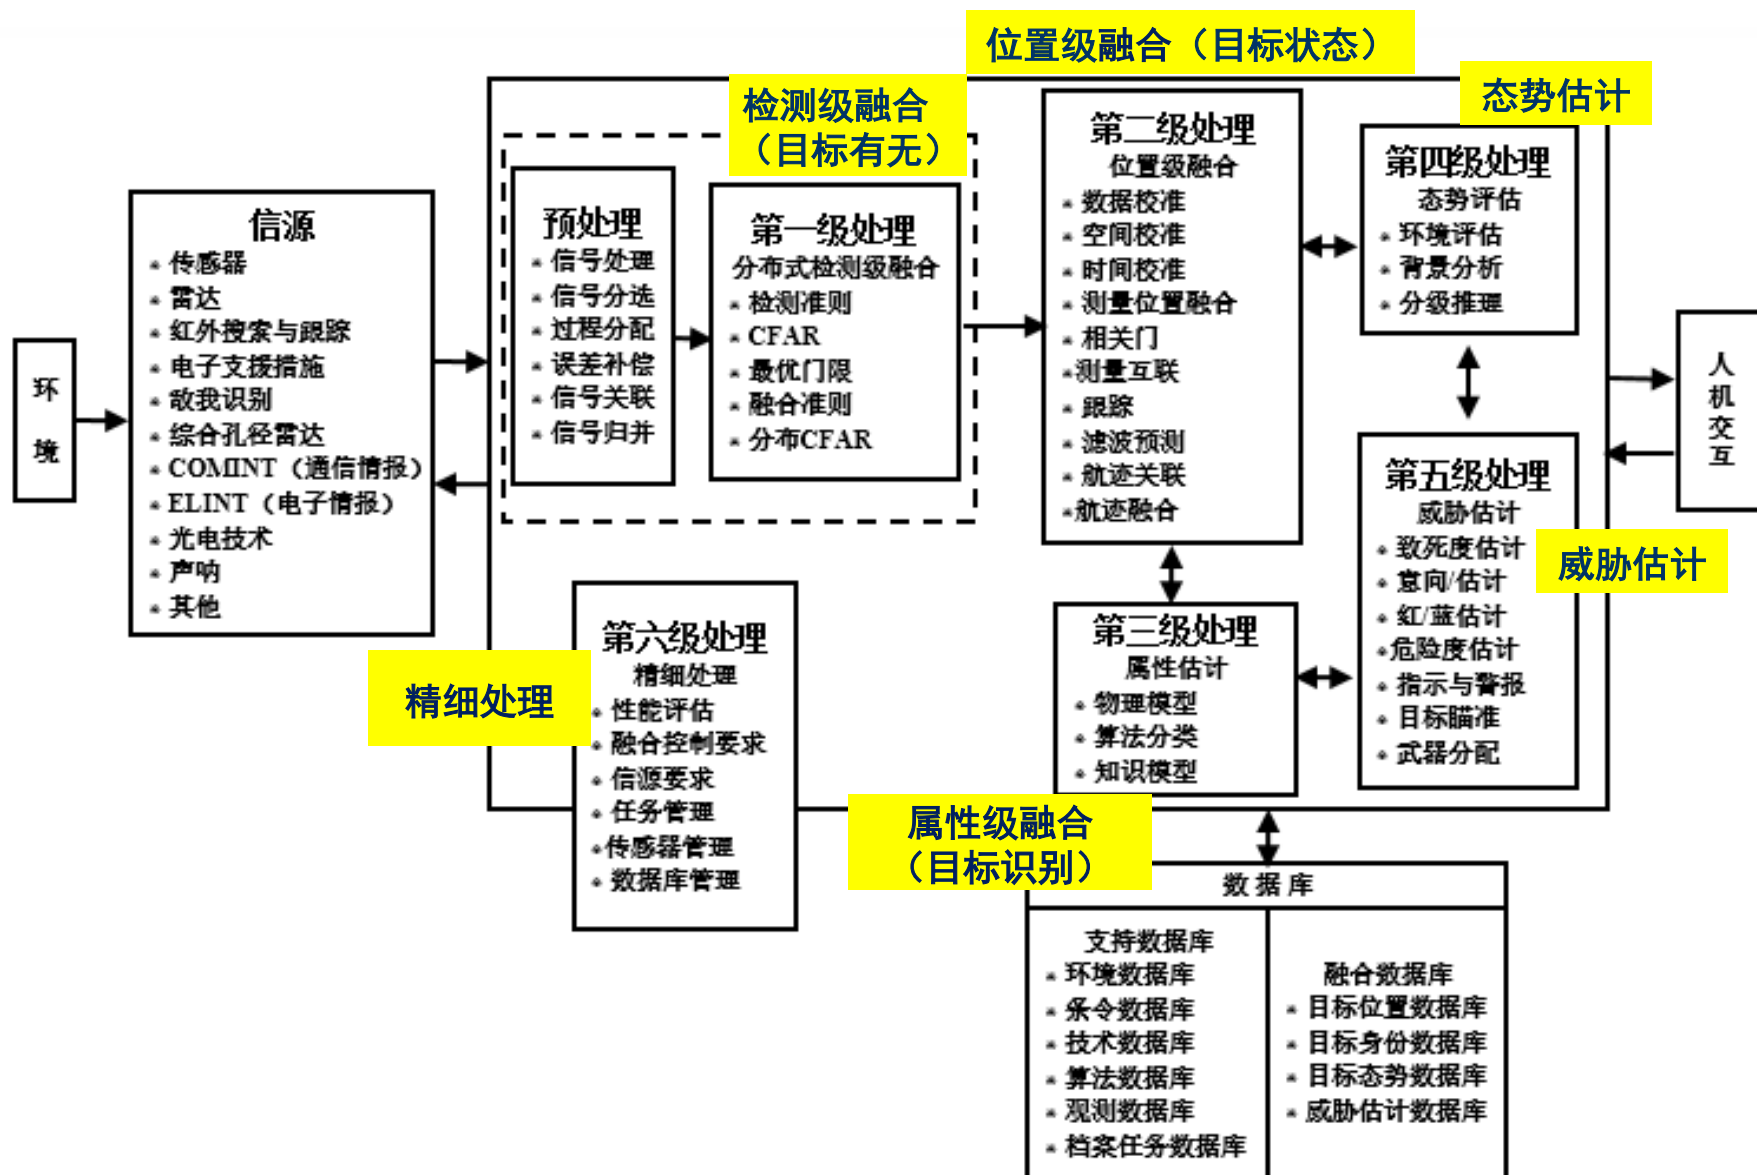 位置级融合（目标状态）
检测级融合
（目标有无）
态势估计
环
境
信源
传感器
雷达
红外搜索与跟踪
电子支援措施
敌我识别
综合孔径雷达
COMINT（通信情报）
ELINT（电子情报）
光电技术
声呐
其他
预处理
信号处理
信号分选
过程分配
误差补偿
信号关联
信号归并
第一级处理
分布式检测级融合
检测准则
CFAR
最优门限
融合准则
分布CFAR
第二级处理
位置级融合
数据校准
空间校准
时间校准
测量位置融合
相关门
测量互联
跟踪
滤波预测
航迹关联
航迹融合
第四级处理
态势评估
环境评估
背景分析
分级推理
人
机
交
互
第五级处理
威胁估计
致死度估计
意向/估计
红/蓝估计
危险度估计
指示与警报
目标瞄准
武器分配
威胁估计
第三级处理
属性估计
物理模型
算法分类
知识模型
属性级融合
（目标识别）
精细处理
第六级处理
精细处理
性能评估
融合控制要求
信源要求
任务管理
传感器管理
数据库管理
数据库
支持数据库
环境数据库
条令数据库
技术数据库
算法数据库
观测数据库
档案任务数据库
融合数据库
目标位置数据库
目标身份数据库
目标态势数据库
威胁估计数据库